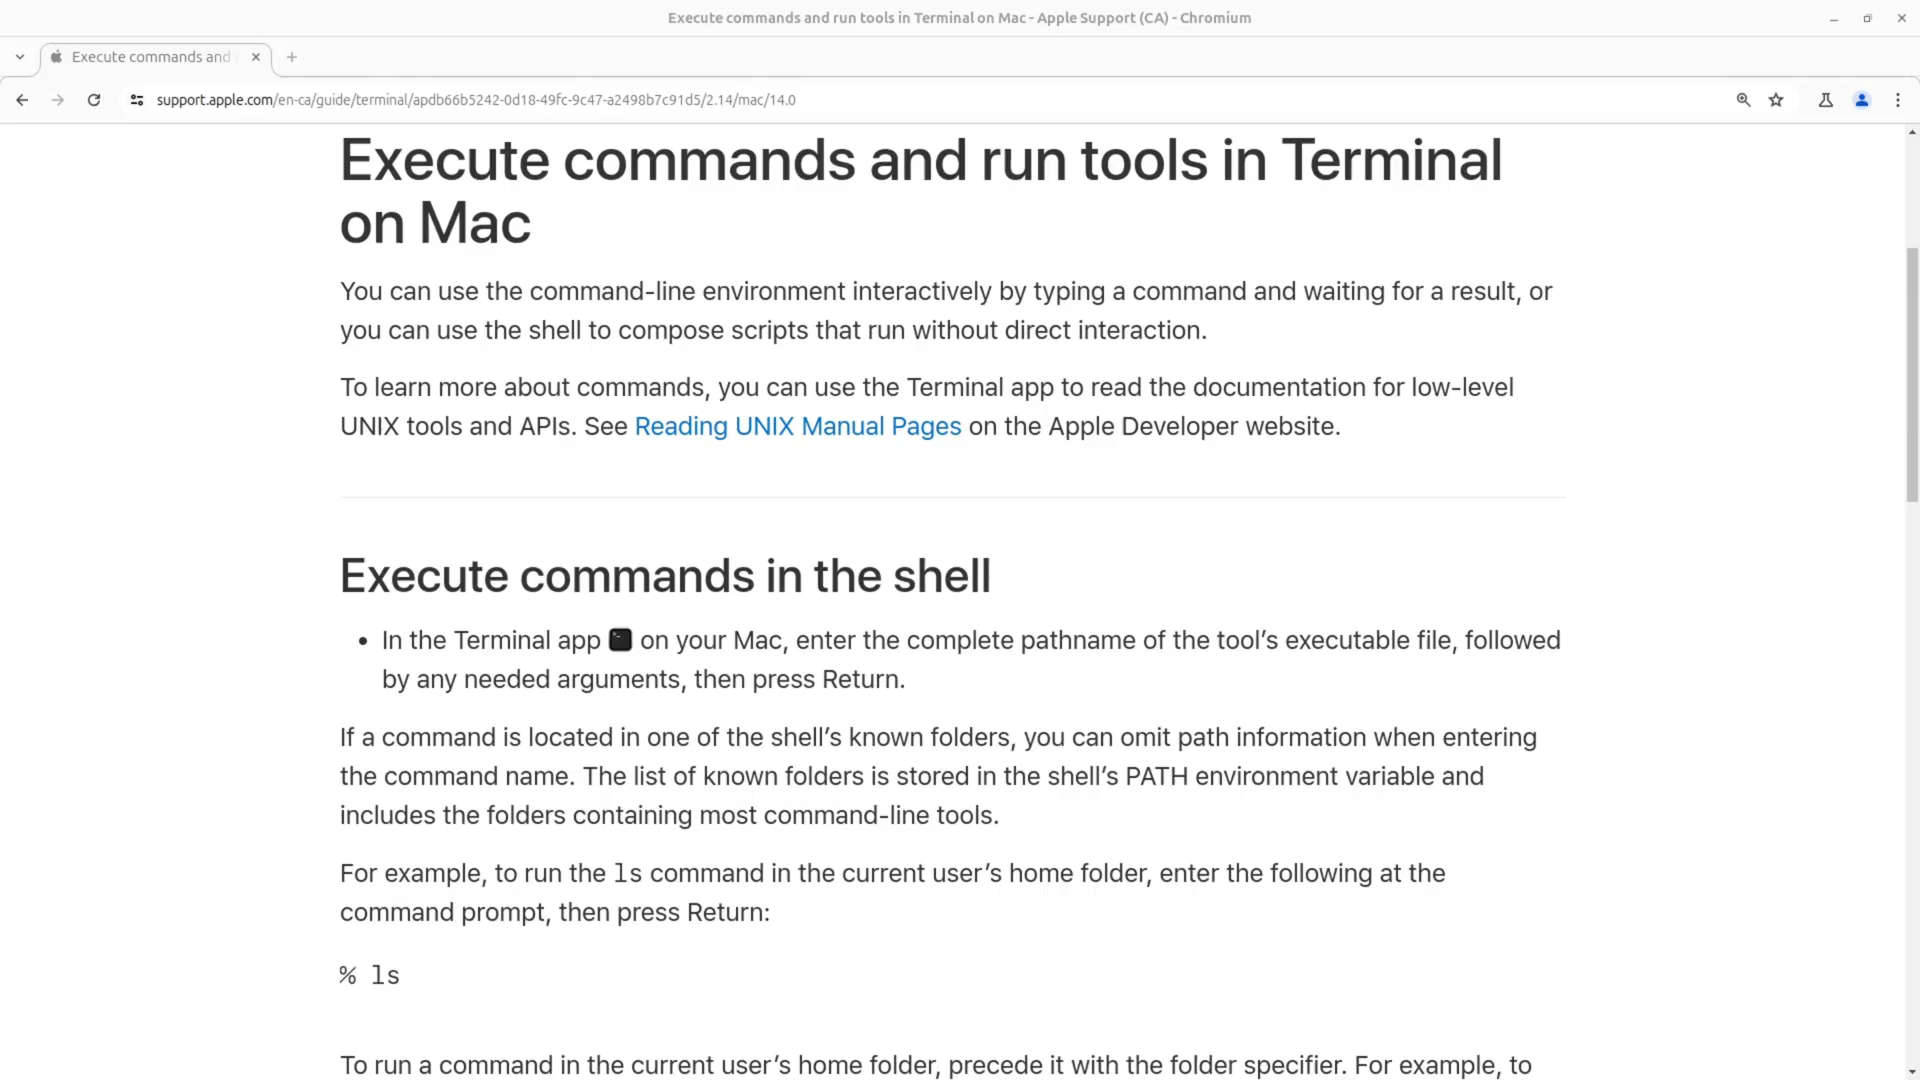 Execute commands and run tools in Terminal on Mac - Apple Support (CA) - Chromium
Execute commands and
support.apple.com/en-ca/guide/terminal/apdb66b5242-0d18-49fc-9c47-a2498b7c91d5/2.14/mac/14.0
Execute commands and run tools in Terminal
on Mac
You can use the command-line environment interactively by typing a command and waiting for a result, or
you can use the shell to compose scripts that run without direct interaction.
To learn more about commands, you can use the Terminal app to read the documentation for low-level
UNIX tools and APIs. See Reading UNIX Manual Pages on the Apple Developer website.
Execute commands in the shell
• In the Terminal app on your Mac, enter the complete pathname of the tool’s executable file, followed
by any needed arguments, then press Return.
If a command is located in one of the shell’s known folders, you can omit path information when entering
the command name. The list of known folders is stored in the shell’s PATH environment variable and
includes the folders containing most command-line tools.
For example, to run the ls command in the current user’s home folder, enter the following at the
command prompt, then press Return:
% ls
To run a command in the current user’s home folder, precede it with the folder specifier. For example, to